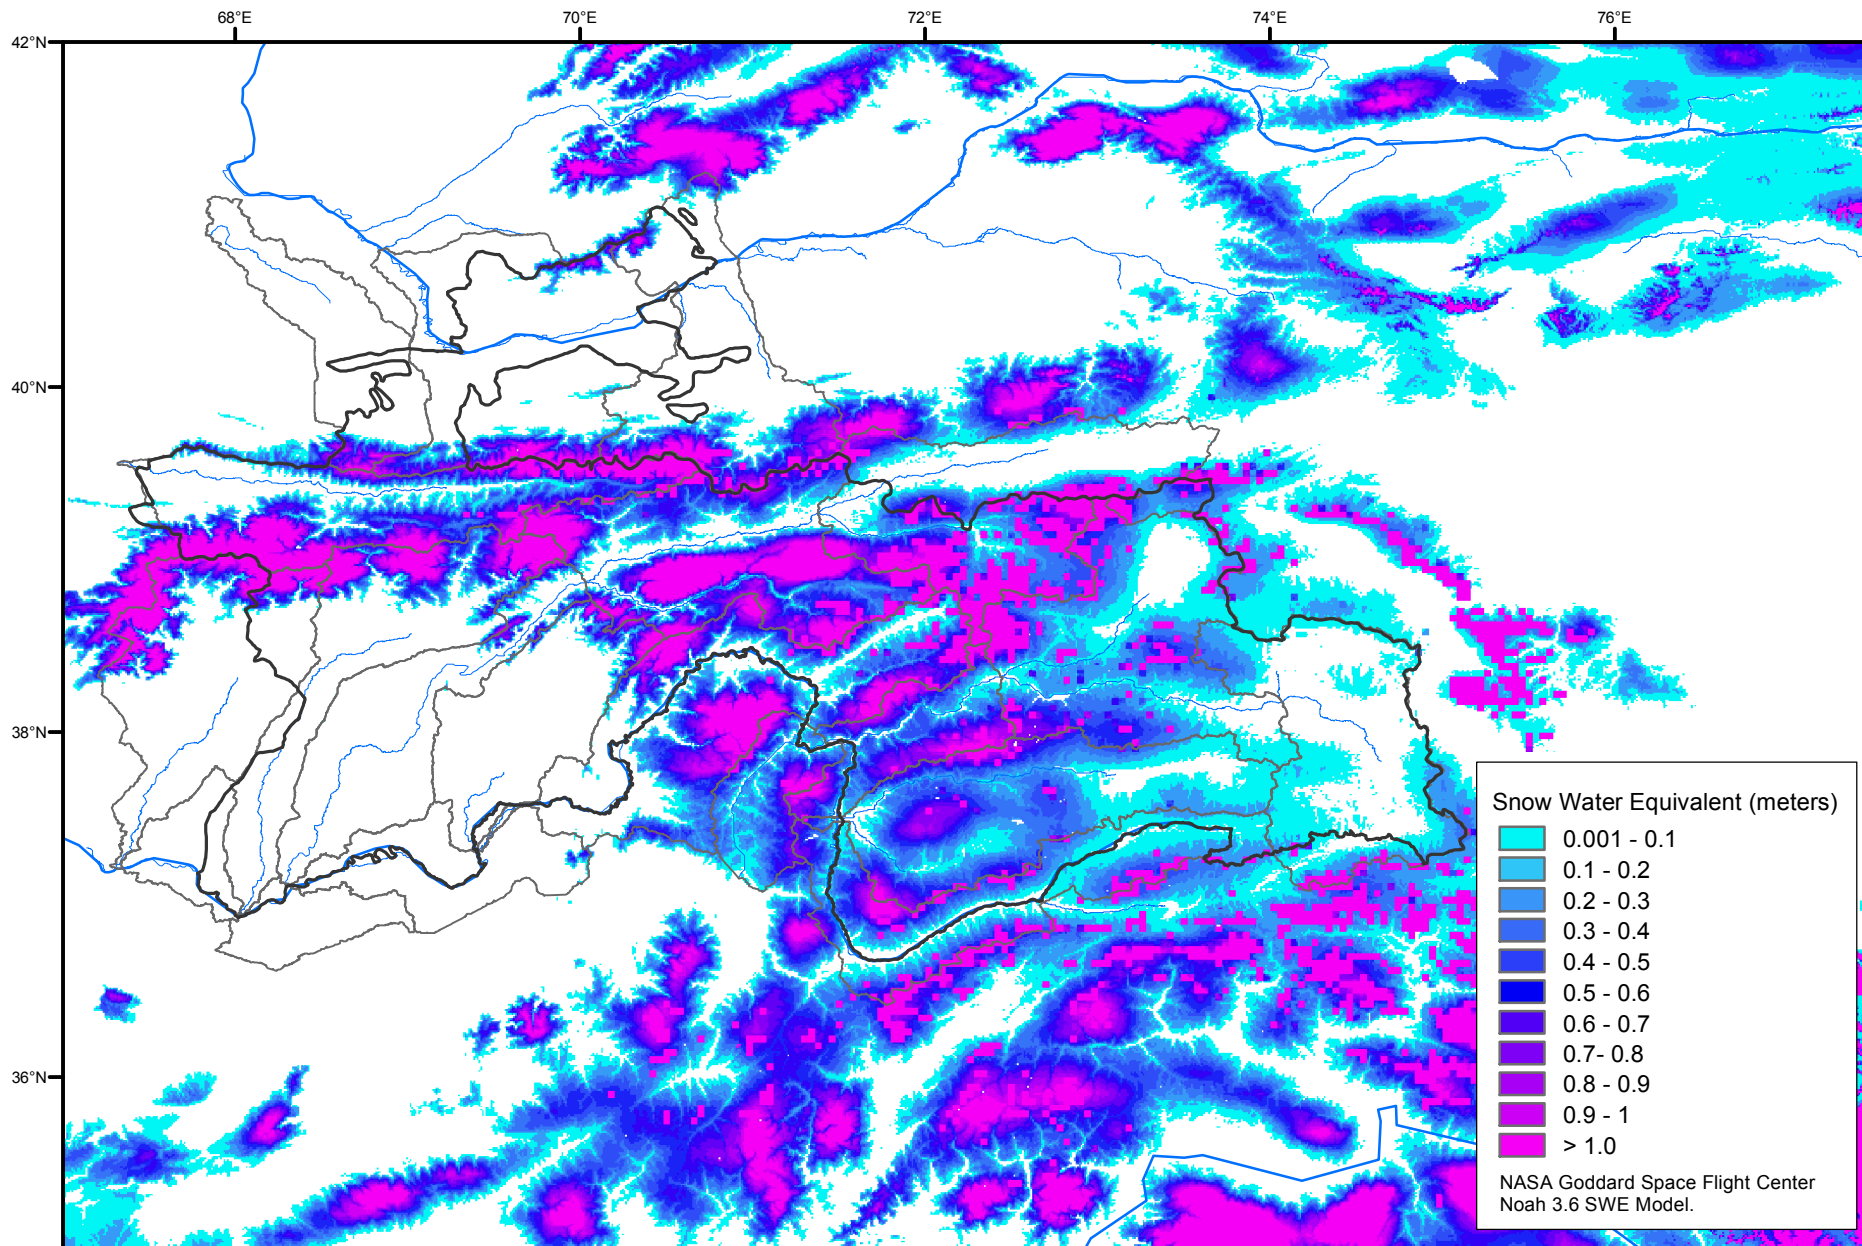 68°E
70°E
72°E
74°E
76°E
42°N
40°N
38°N
36°N
Snow Water Equivalent (meters)
0.001 - 0.1
0.1 - 0.2
0.2 - 0.3
0.3 - 0.4
0.4 - 0.5
0.5 - 0.6
0.6 - 0.7
0.7- 0.8
0.8 - 0.9
0.9 - 1
> 1.0
NASA Goddard Space Flight Center
Noah 3.6 SWE Model.